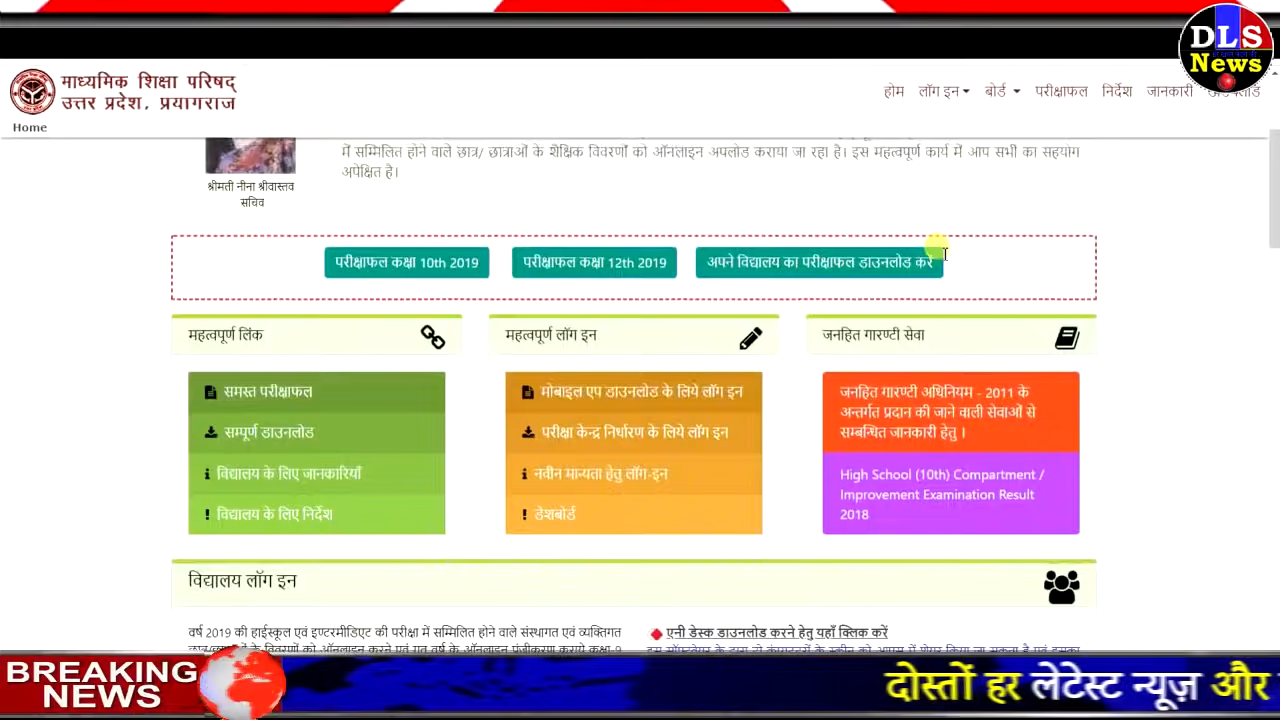 DLS
News
माध्यमिक शिक्षा परिषद्
उत्तर प्रदेश, प्रयागराज
होम लॉग इन बोर्ड परीक्षाफल निर्देश जानकारी
Home
में सम्मिलित होने वाले छात्र/ छात्राओं के शैक्षिक विवरणों को ऑनलाइन अपलोड कराया जा रहा है। इस महत्वपूर्ण कार्य में आप सभी का सहयोग
अपेक्षित है।
श्रीमती नीना श्रीवास्तव
सचिव
परीक्षाफल कक्षा 10th 2019
परीक्षाफल कक्षा 12th 2019
अपने विद्यालय का परीक्षाफल डाउनलोड करें
महत्वपूर्ण लिंक
समस्त परीक्षाफल
सम्पूर्ण डाउनलोड
विद्यालय के लिए जानकारियाँ
विद्यालय के लिए निर्देश
महत्वपूर्ण लॉग इन
मोबाइल एप डाउनलोड के लिये लॉग इन
परीक्षा केन्द्र निर्धारण के लिये लॉग इन
नवीन मान्यता हेतु लॉग-इन
डेशबोर्ड
जनहित गारण्टी सेवा
जनहित गारण्टी अधिनियम - 2011 के
अन्तर्गत प्रदान की जाने वाली सेवाओं से
सम्बन्धित जानकारी हेतु ।
High School (10th) Compartment /
Improvement Examination Result
2018
विद्यालय लॉग इन
वर्ष 2019 की हाईस्कूल एवं इण्टरमीडिएट की परीक्षा में सम्मिलित होने वाले संस्थागत एवं व्यक्तिगत
एनी डेस्क डाउनलोड करने हेतु यहाँ क्लिक करें
BREAKING
NEWS
दोस्तों हर लेटेस्ट न्यूज़ और